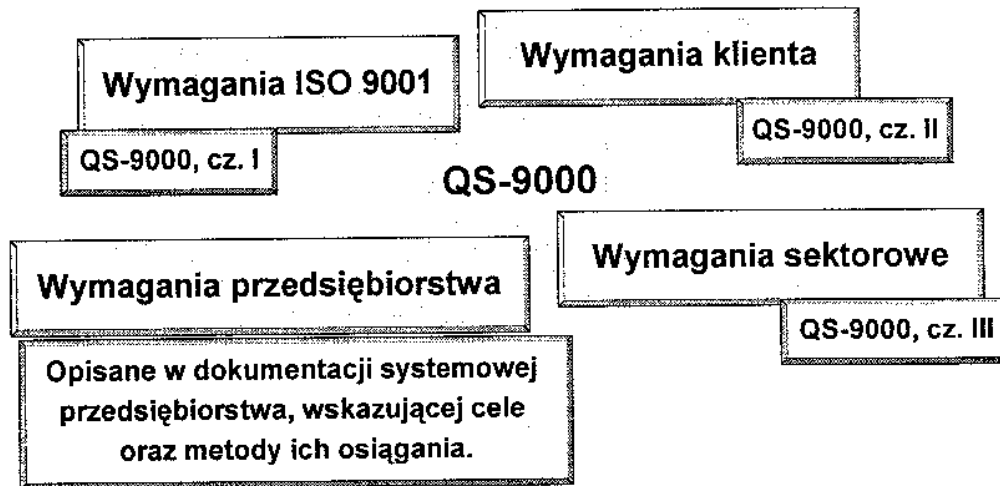 Wymagania ISO 9001
QS-9000, cz. I
Wymagania klienta
QS-9000, cz. II
QS-9000
Wymagania przedsiębiorstwa
Opisane w dokumentacji systemowej
przedsiębiorstwa, wskazującej cele
oraz metody ich osiągania.
Wymagania sektorowe
QS-9000, cz. III